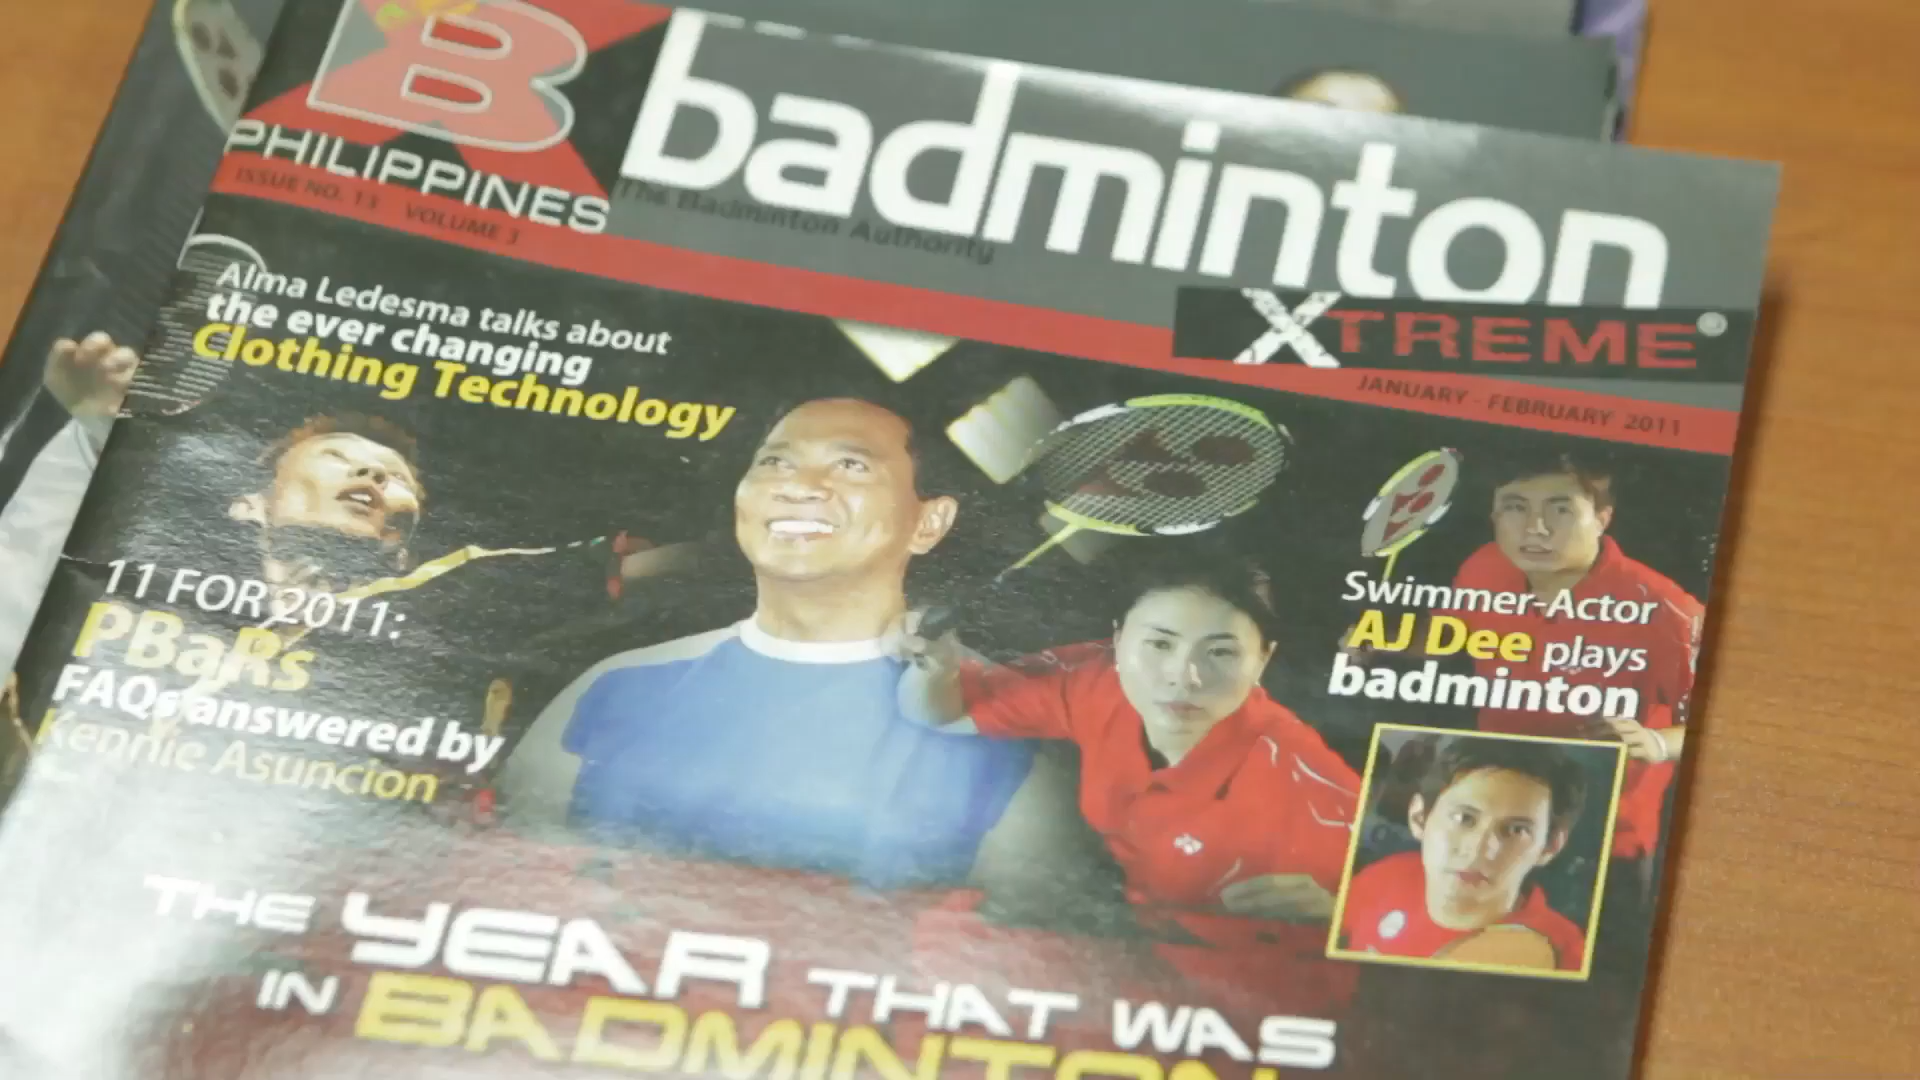 B
PHILIPPINES
badminton
XTREME®
The Badminton Authority
ISSUE NO. 13 VOLUME 3
JANUARY - FEBRUARY 2011
Alma Ledesma talks about
the ever changing
Clothing Technology
11 FOR 2011:
PBaRs
FAQs answered by
Kennie Asuncion
Swimmer-Actor
AJ Dee plays
badminton
THE YEAR THAT WAS
IN BADMINTON